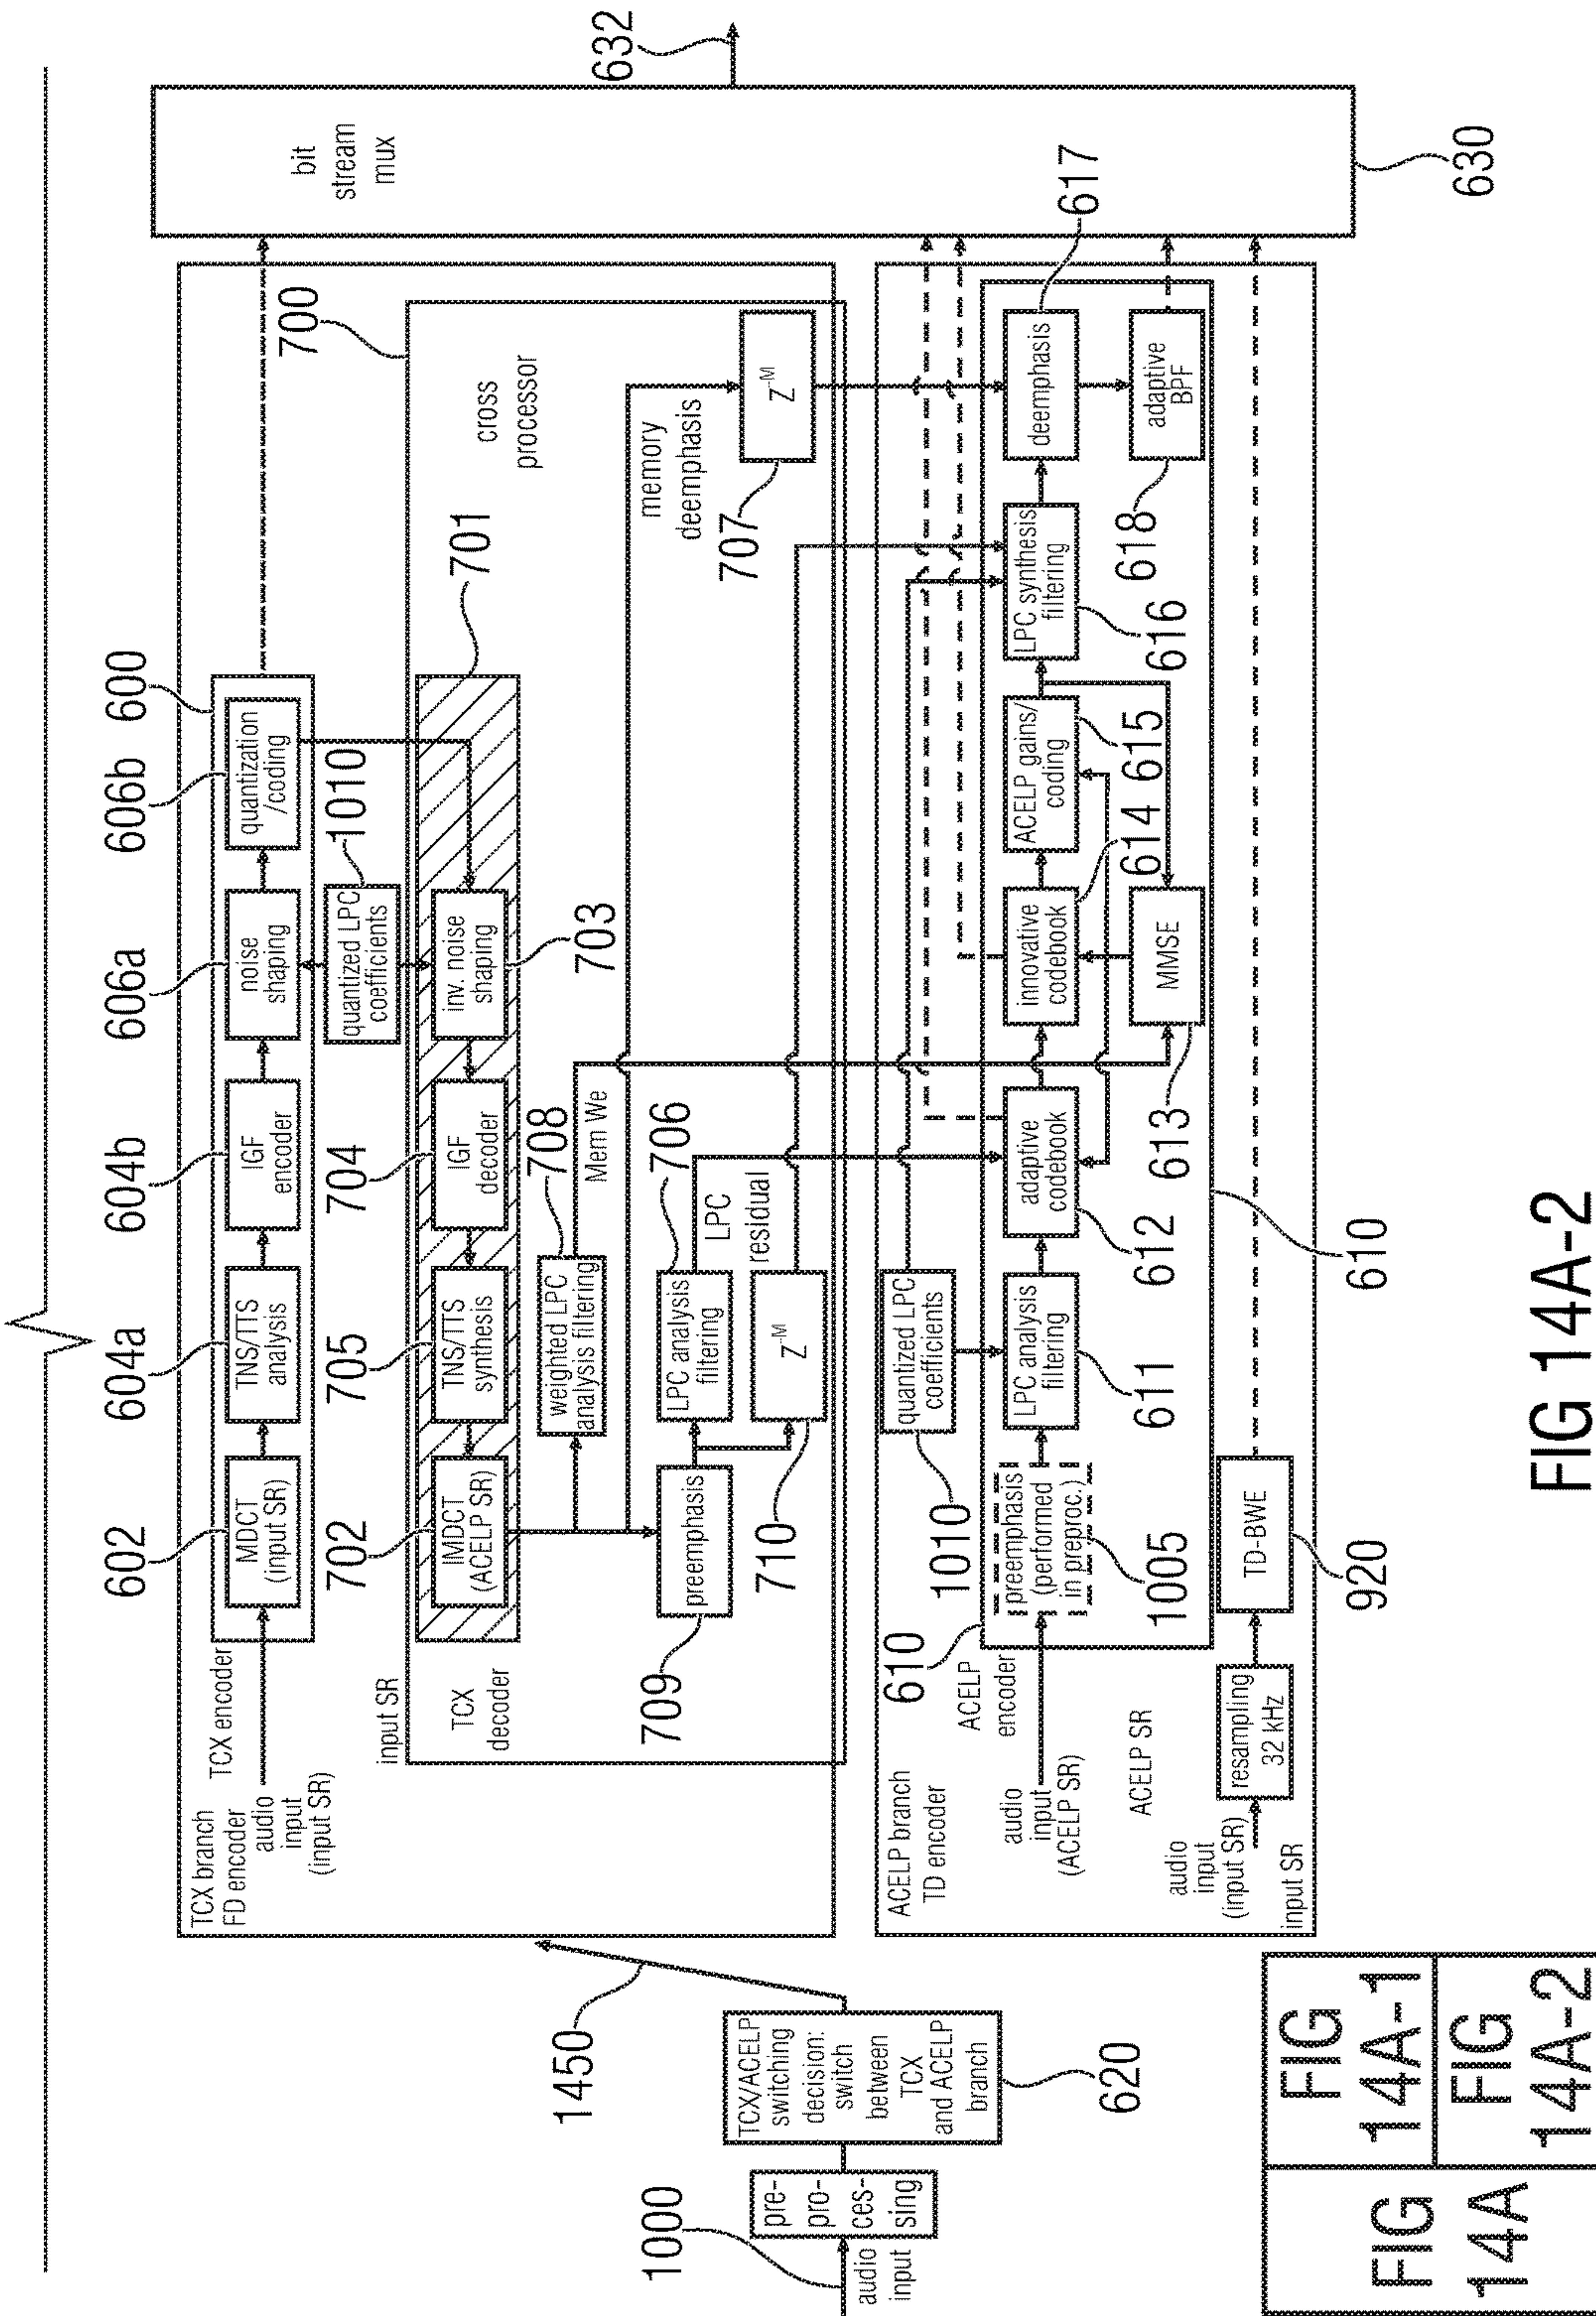 1000
audio
input
pre-
pro-
ces-
sing
TCX/ACELP
switching
decision:
switch
between
TCX
and ACELP
branch
620
1450
TCX branch
FD encoder
TCX encoder
audio
input
(input SR)
602
MDCT
(input SR)
604a
TNS/TTS
analysis
604b
IGF
encoder
606a
noise
shaping
606b
quantization
/coding
600
1010
quantized LPC
coefficients
700
cross
processor
input SR
TCX
decoder
702
IMDCT
(ACELP SR)
705
TNS/TTS
synthesis
704
IGF
decoder
inv. noise
shaping
703
701
weighted LPC
analysis filtering
708
Mem We
709
preemphasis
LPC analysis
filtering
706
LPC
residual
Z-M
710
memory
deemphasis
Z-M
707
ACELP branch
TD encoder
610
ACELP
encoder
audio
input
(ACELP SR)
ACELP SR
1010
quantized LPC
coefficients
preemphasis
(performed
in preproc.)
1005
LPC analysis
filtering
611
adaptive
codebook
612
innovative
codebook
614
MMSE
613
ACELP gains/
coding
615
LPC synthesis
filtering
616
deemphasis
617
adaptive
BPF
618
610
audio
input
(input SR)
input SR
resampling
32 kHz
TD-BWE
920
bit
stream
mux
630
632
FIG
14A
FIG
14A-1
FIG
14A-2
FIG 14A-2